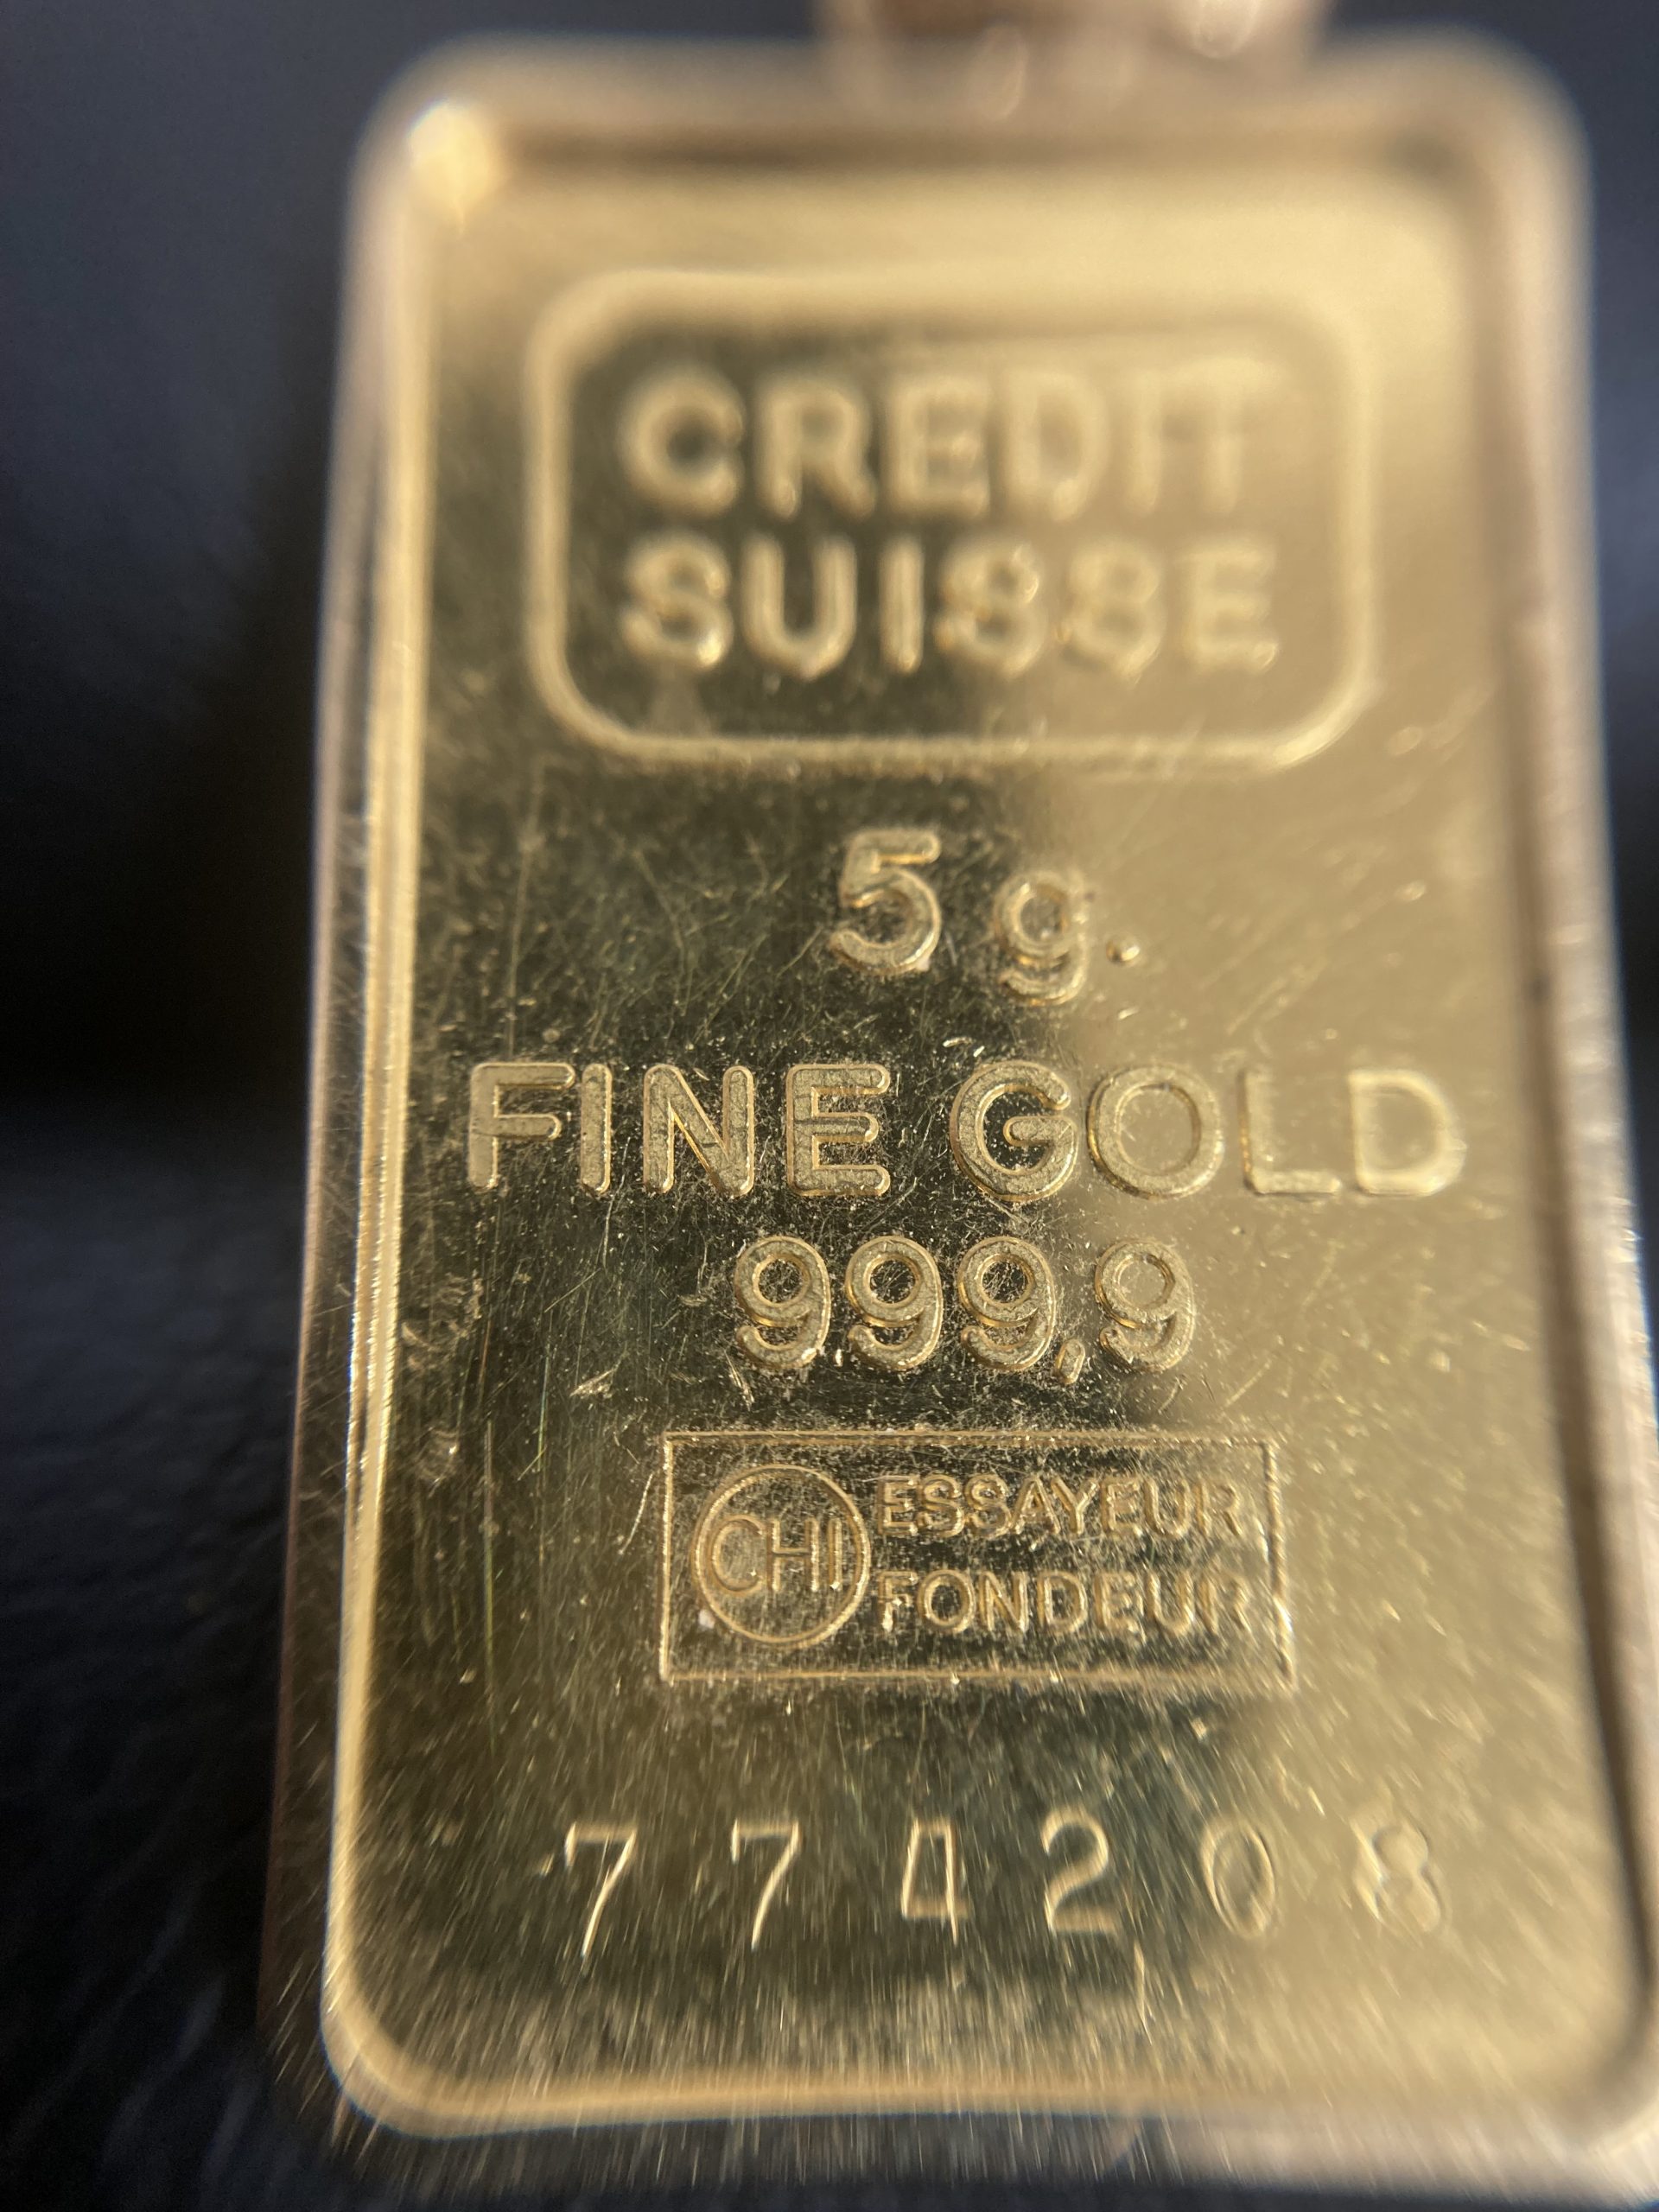 CREDIT
SUISSE
5 g.
FINE GOLD
999,9
CHI ESSAYEUR
FONDEUR
774208